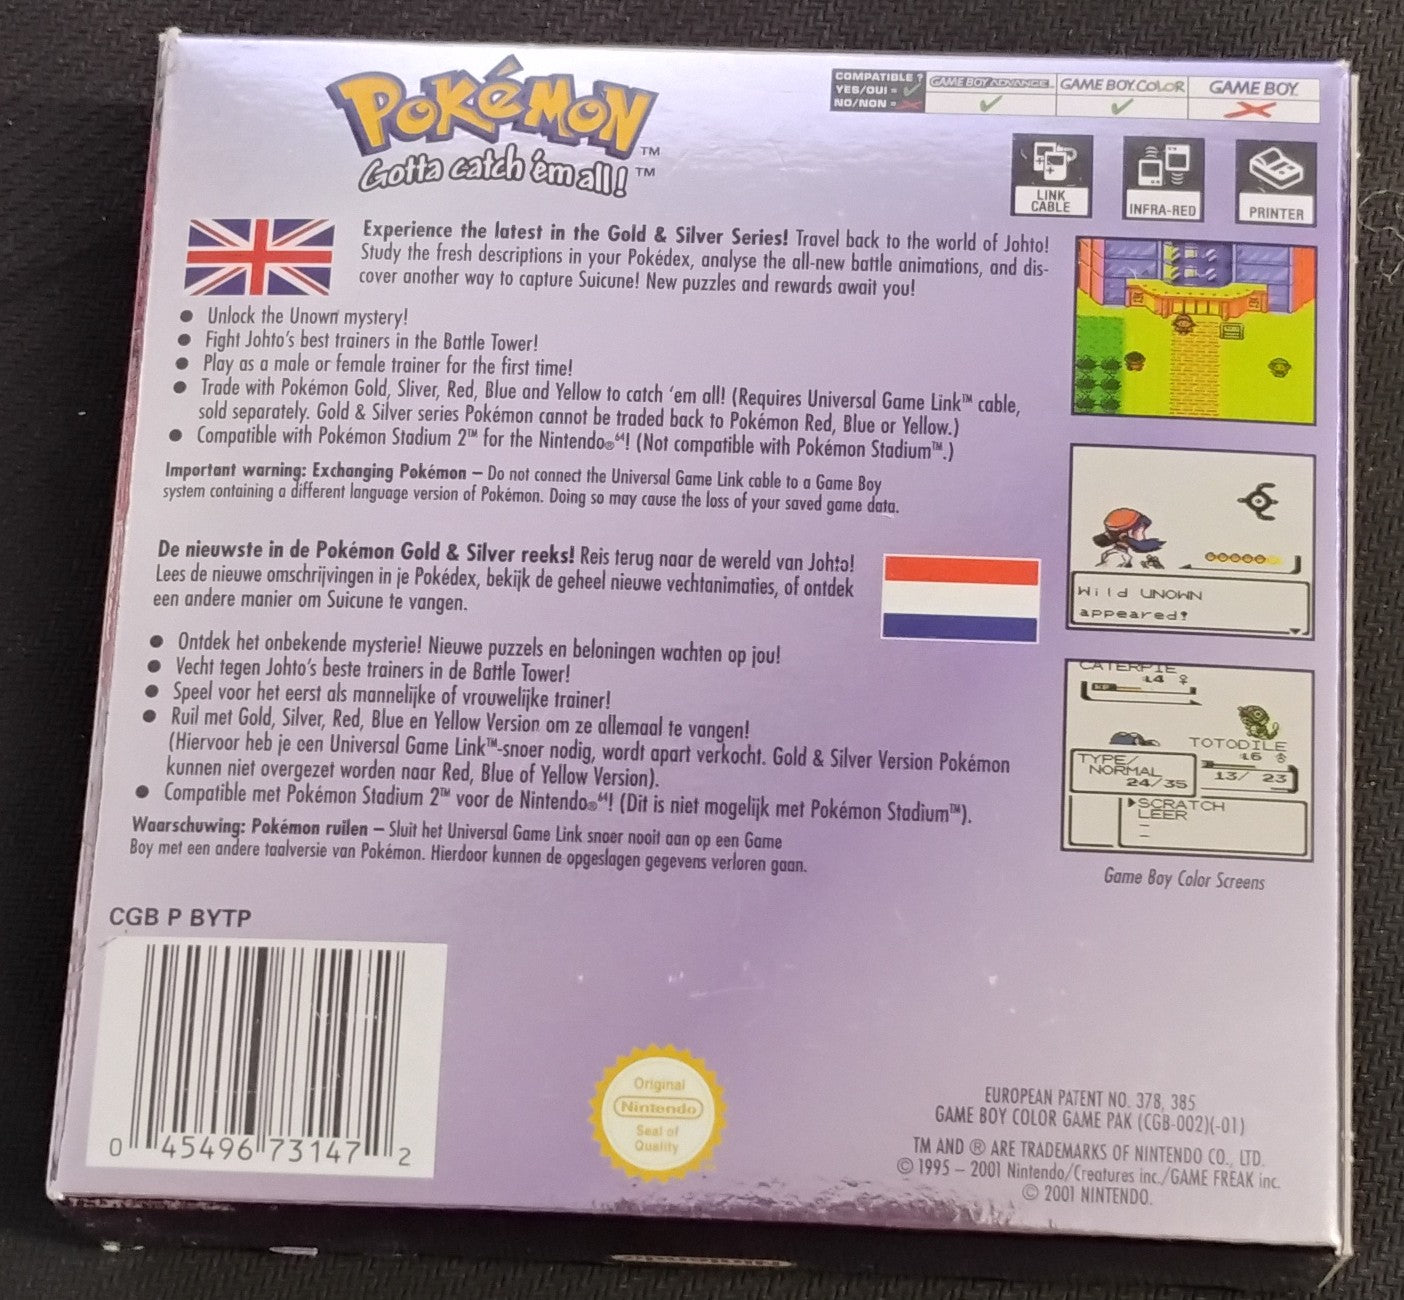 POKéMON™
Gotta catch 'em all!™
COMPATIBLE ?
YES/OUI =
NO/NON =
GAME BOY ADVANCE
GAME BOY COLOR
GAME BOY
LINK
CABLE
INFRA-RED
PRINTER
Experience the latest in the Gold & Silver Series! Travel back to the world of Johto!
Study the fresh descriptions in your Pokédex, analyse the all-new battle animations, and dis-
cover another way to capture Suicune! New puzzles and rewards await you!
● Unlock the Unown mystery!
● Fight Johto's best trainers in the Battle Tower!
● Play as a male or female trainer for the first time!
● Trade with Pokémon Gold, Sliver, Red, Blue and Yellow to catch 'em all! (Requires Universal Game Link™ cable,
sold separately. Gold & Silver series Pokémon cannot be traded back to Pokémon Red, Blue or Yellow.)
● Compatible with Pokémon Stadium 2™ for the Nintendo®⁶⁴! (Not compatible with Pokémon Stadium™.)
Important warning: Exchanging Pokémon – Do not connect the Universal Game Link cable to a Game Boy
system containing a different language version of Pokémon. Doing so may cause the loss of your saved game data.
De nieuwste in de Pokémon Gold & Silver reeks! Reis terug naar de wereld van Johto!
Lees de nieuwe omschrijvingen in je Pokédex, bekijk de geheel nieuwe vechtanimaties, of ontdek
een andere manier om Suicune te vangen.
● Ontdek het onbekende mysterie! Nieuwe puzzels en beloningen wachten op jou!
● Vecht tegen Johto's beste trainers in de Battle Tower!
● Speel voor het eerst als mannelijke of vrouwelijke trainer!
● Ruil met Gold, Silver, Red, Blue en Yellow Version om ze allemaal te vangen!
(Hiervoor heb je een Universal Game Link™-snoer nodig, wordt apart verkocht. Gold & Silver Version Pokémon
kunnen niet overgezet worden naar Red, Blue of Yellow Version).
● Compatible met Pokémon Stadium 2™ voor de Nintendo®⁶⁴! (Dit is niet mogelijk met Pokémon Stadium™).
Waarschuwing: Pokémon ruilen – Sluit het Universal Game Link snoer nooit aan op een Game
Boy met een andere taalversie van Pokémon. Hierdoor kunnen de opgeslagen gegevens verloren gaan.
Wild UNOWN
appeared!
CATERPIE
14 ♀
TOTODILE
16 ♂
13/ 23
TYPE/
NORMAL
24/35
▶SCRATCH
LEER
–
–
Game Boy Color Screens
CGB P BYTP
0 45496 73147 2
Original
Nintendo
Seal of
Quality
EUROPEAN PATENT NO. 378, 385
GAME BOY COLOR GAME PAK (CGB-002)(-01)
TM AND ® ARE TRADEMARKS OF NINTENDO CO., LTD.
© 1995 – 2001 Nintendo/Creatures inc./GAME FREAK inc.
© 2001 NINTENDO.